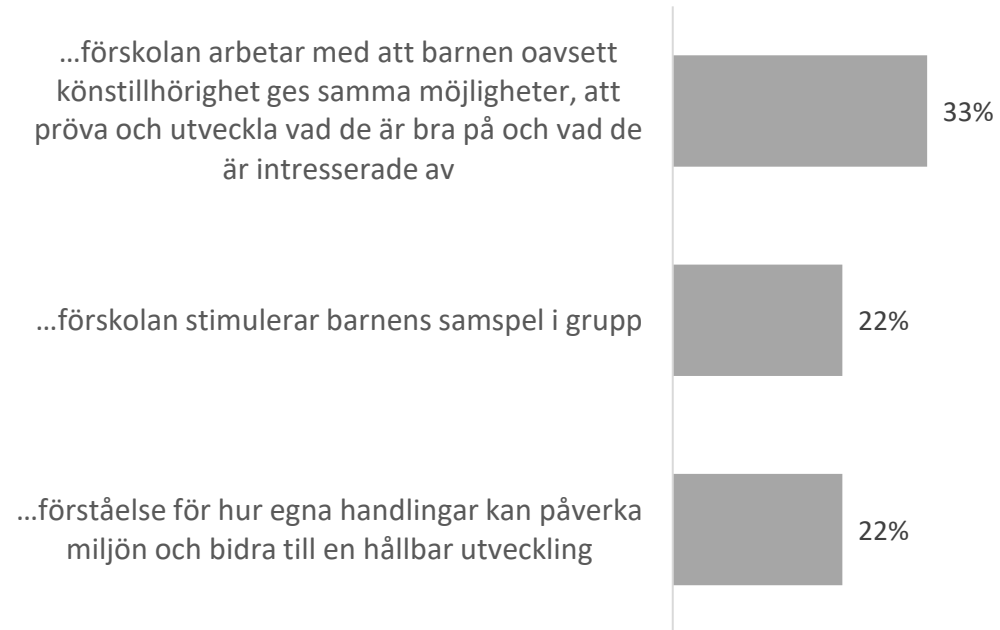 …förskolan arbetar med att barnen oavsett
könstillhörighet ges samma möjligheter, att
pröva och utveckla vad de är bra på och vad de
är intresserade av
33%
…förskolan stimulerar barnens samspel i grupp
22%
…förståelse för hur egna handlingar kan påverka
miljön och bidra till en hållbar utveckling
22%